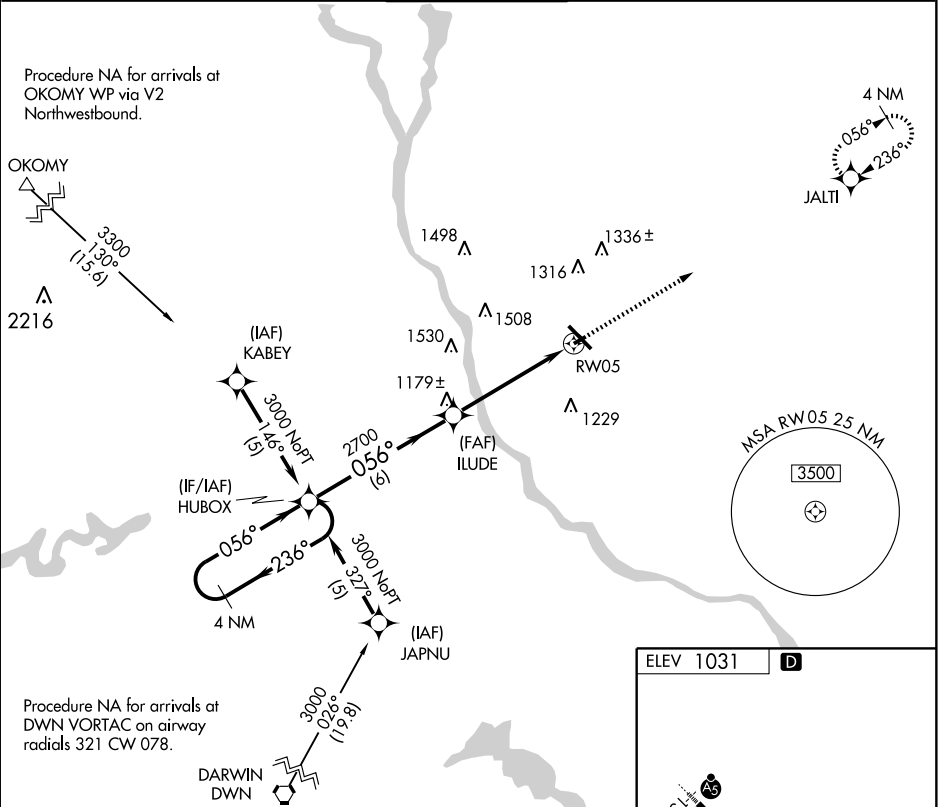 Procedure NA for arrivals at
OKOMY WP via V2
Northwestbound.
4 NM
056°
236°
JALTI
OKOMY
3300
130°
(15.6)
2216
1498
1336±
1316
1508
1530
RW05
1179±
1229
(IAF)
KABEY
3000 NoPT
146°
(5)
2700
056°
(6)
(FAF)
ILUDE
MSA RW05 25 NM
3500
(IF/IAF)
HUBOX
056°
236°
4 NM
3000 NoPT
327°
(5)
(IAF)
JAPNU
3000
026°
(19.8)
Procedure NA for arrivals at
DWN VORTAC on airway
radials 321 CW 078.
DARWIN
DWN
ELEV 1031
D
A5